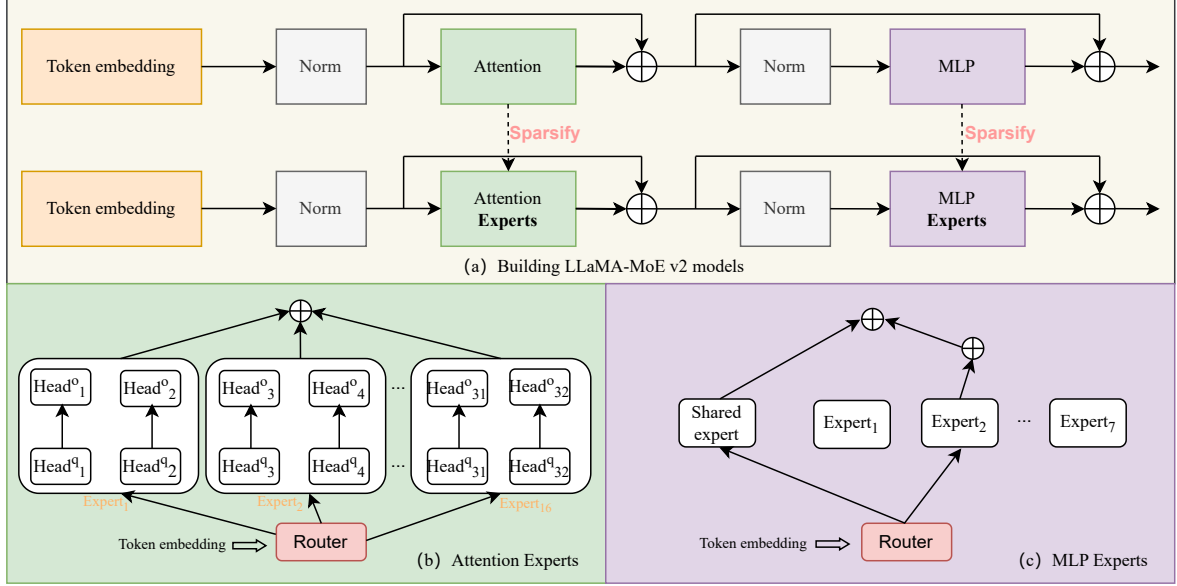 Token embedding
Norm
Attention
Norm
MLP
Sparsify
Sparsify
Token embedding
Norm
Attention
Experts
Norm
MLP
Experts
(a) Building LLaMA-MoE v2 models
Head^o_1
Head^o_2
Head^o_3
Head^o_4
...
Head^o_31
Head^o_32
Head^q_1
Head^q_2
Head^q_3
Head^q_4
...
Head^q_31
Head^q_32
Expert_1
Expert_2
Expert_16
Token embedding
Router
(b) Attention Experts
Shared
expert
Expert_1
Expert_2
...
Expert_7
Token embedding
Router
(c) MLP Experts